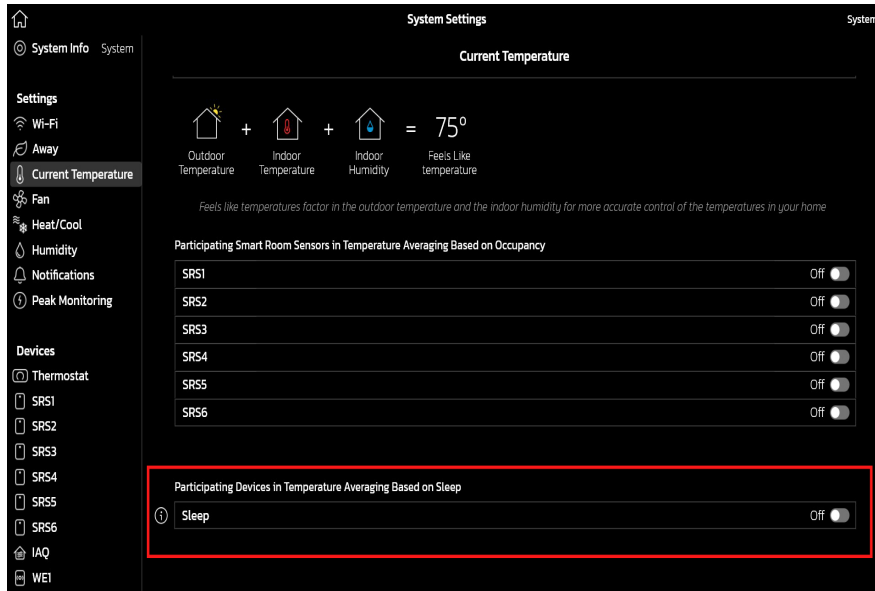 System Settings
System
System Info System
Current Temperature
Settings
Wi-Fi
Away
Current Temperature
Fan
Heat/Cool
Humidity
Notifications
Peak Monitoring
Devices
Thermostat
SRS1
SRS2
SRS3
SRS4
SRS5
SRS6
IAQ
WE1
+ + = 75°
Outdoor Temperature
Indoor Temperature
Indoor Humidity
Feels Like temperature
Feels like temperatures factor in the outdoor temperature and the indoor humidity for more accurate control of the temperatures in your home
Participating Smart Room Sensors in Temperature Averaging Based on Occupancy
SRS1 Off
SRS2 Off
SRS3 Off
SRS4 Off
SRS5 Off
SRS6 Off
Participating Devices in Temperature Averaging Based on Sleep
Sleep Off